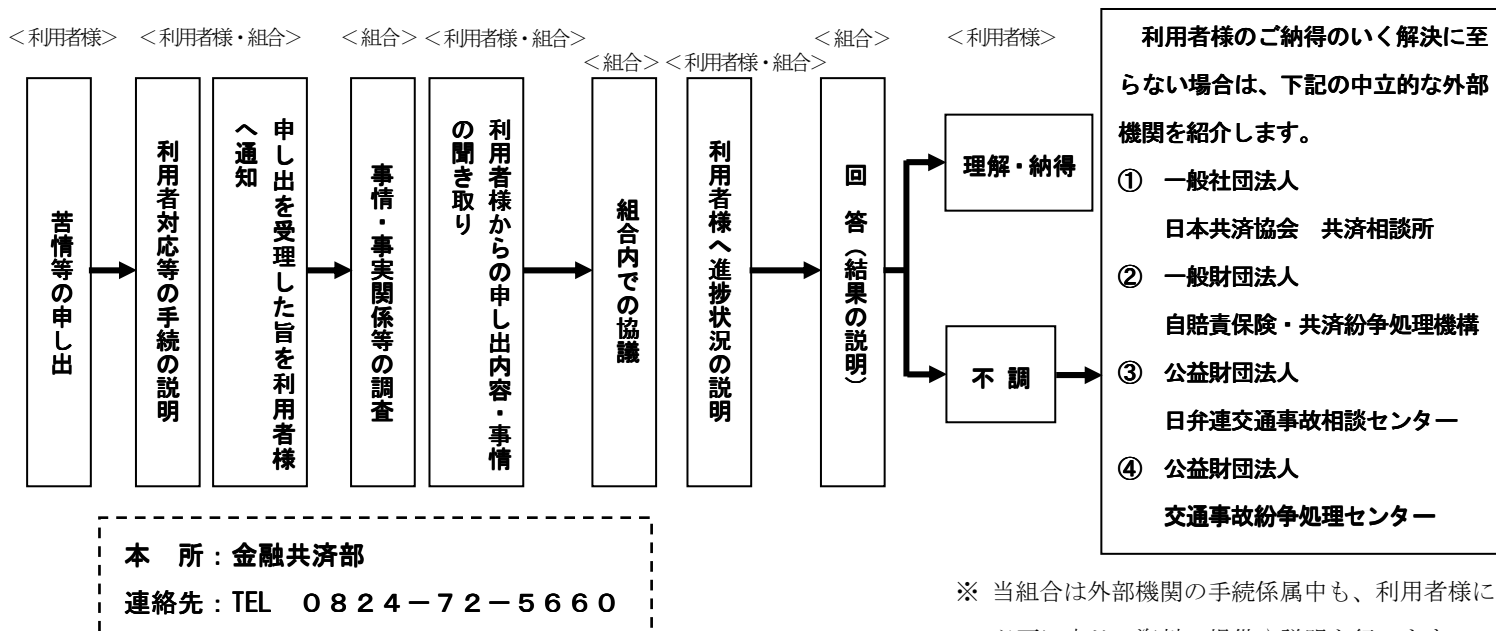 ＜利用者様＞
＜利用者様・組合＞
＜組合＞
＜利用者様・組合＞
＜組合＞
＜利用者様・組合＞
＜組合＞
＜利用者様＞
苦情等の申し出
利用者対応等の手続の説明
申し出を受理した旨を利用者様
へ通知
事情・事実関係等の調査
利用者様からの申し出内容・事情
の聞き取り
組合内での協議
利用者様へ進捗状況の説明
回　答（結果の説明）
理解・納得
不 調
利用者様のご納得のいく解決に至
らない場合は、下記の中立的な外部
機関を紹介します。
①　一般社団法人
日本共済協会　共済相談所
②　一般財団法人
自賠責保険・共済紛争処理機構
③　公益財団法人
日弁連交通事故相談センター
④　公益財団法人
交通事故紛争処理センター
本　所：金融共済部
連絡先：TEL　０８２４－７２－５６６０
※ 当組合は外部機関の手続係属中も、利用者様に